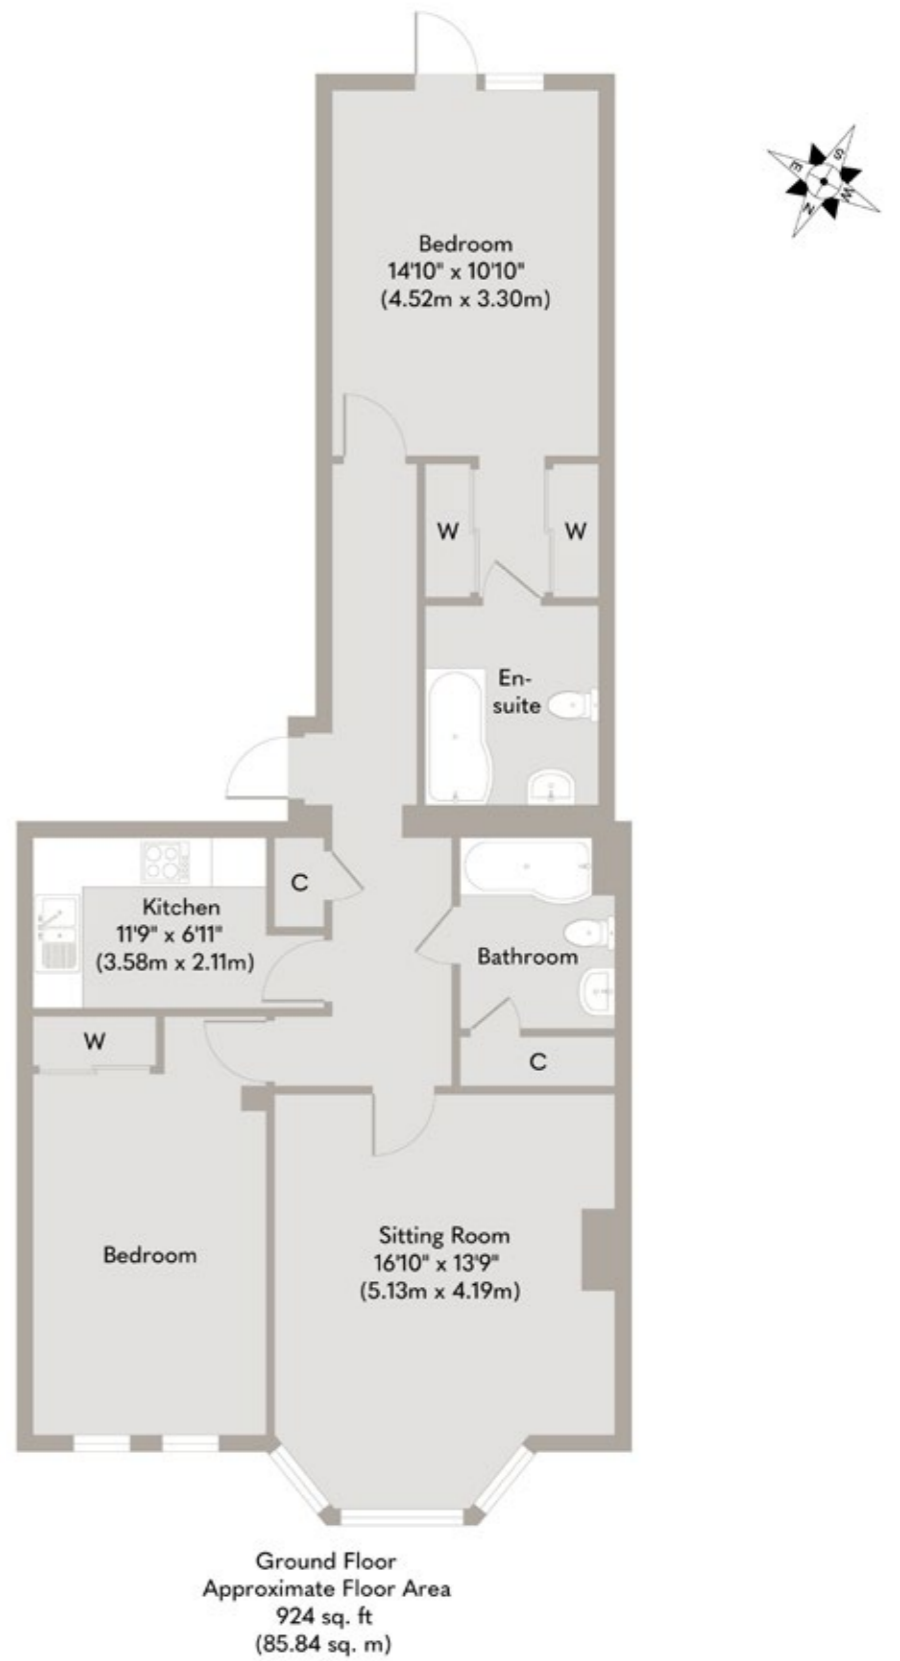 S
E
W
N
Bedroom
14'10" x 10'10"
(4.52m x 3.30m)
W
W
En-
suite
C
Kitchen
11'9" x 6'11"
(3.58m x 2.11m)
Bathroom
W
C
Bedroom
Sitting Room
16'10" x 13'9"
(5.13m x 4.19m)
Ground Floor
Approximate Floor Area
924 sq. ft
(85.84 sq. m)